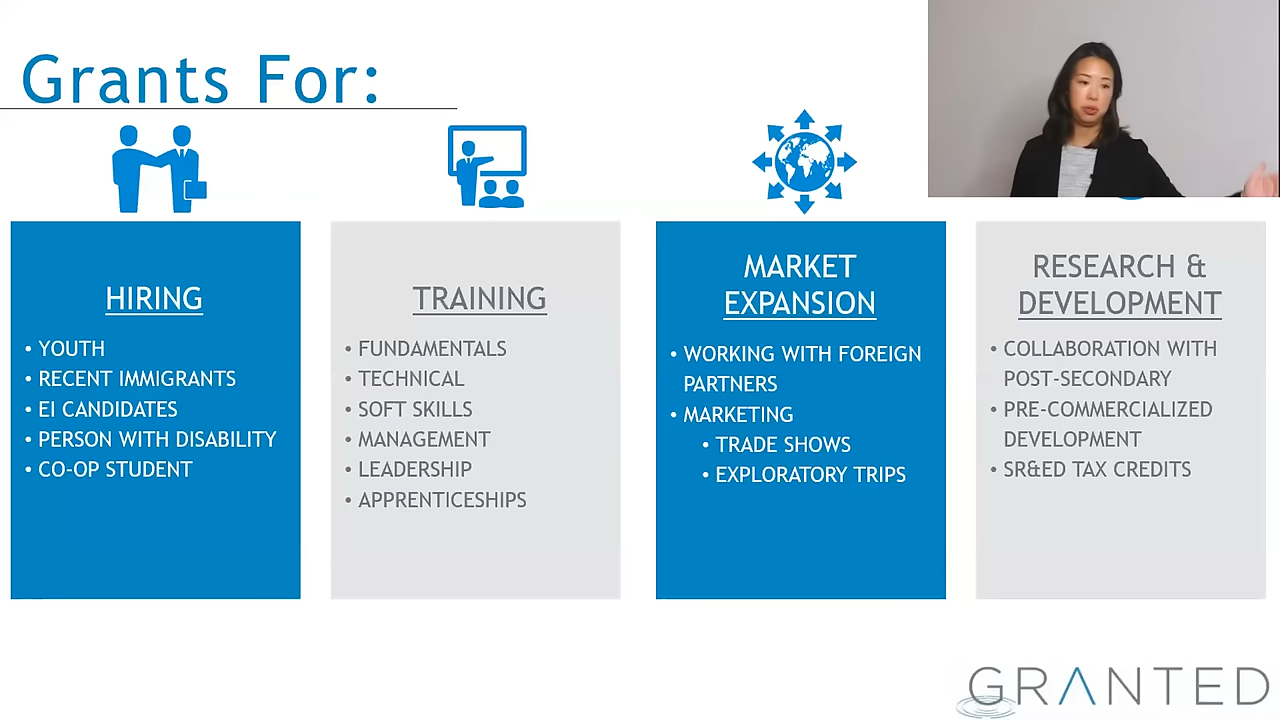 Grants For:
HIRING
• YOUTH
• RECENT IMMIGRANTS
• EI CANDIDATES
• PERSON WITH DISABILITY
• CO-OP STUDENT
TRAINING
• FUNDAMENTALS
• TECHNICAL
• SOFT SKILLS
• MANAGEMENT
• LEADERSHIP
• APPRENTICESHIPS
MARKET
EXPANSION
• WORKING WITH FOREIGN
PARTNERS
• MARKETING
• TRADE SHOWS
• EXPLORATORY TRIPS
RESEARCH &
DEVELOPMENT
• COLLABORATION WITH
POST-SECONDARY
• PRE-COMMERCIALIZED
DEVELOPMENT
• SR&ED TAX CREDITS
GRANTED